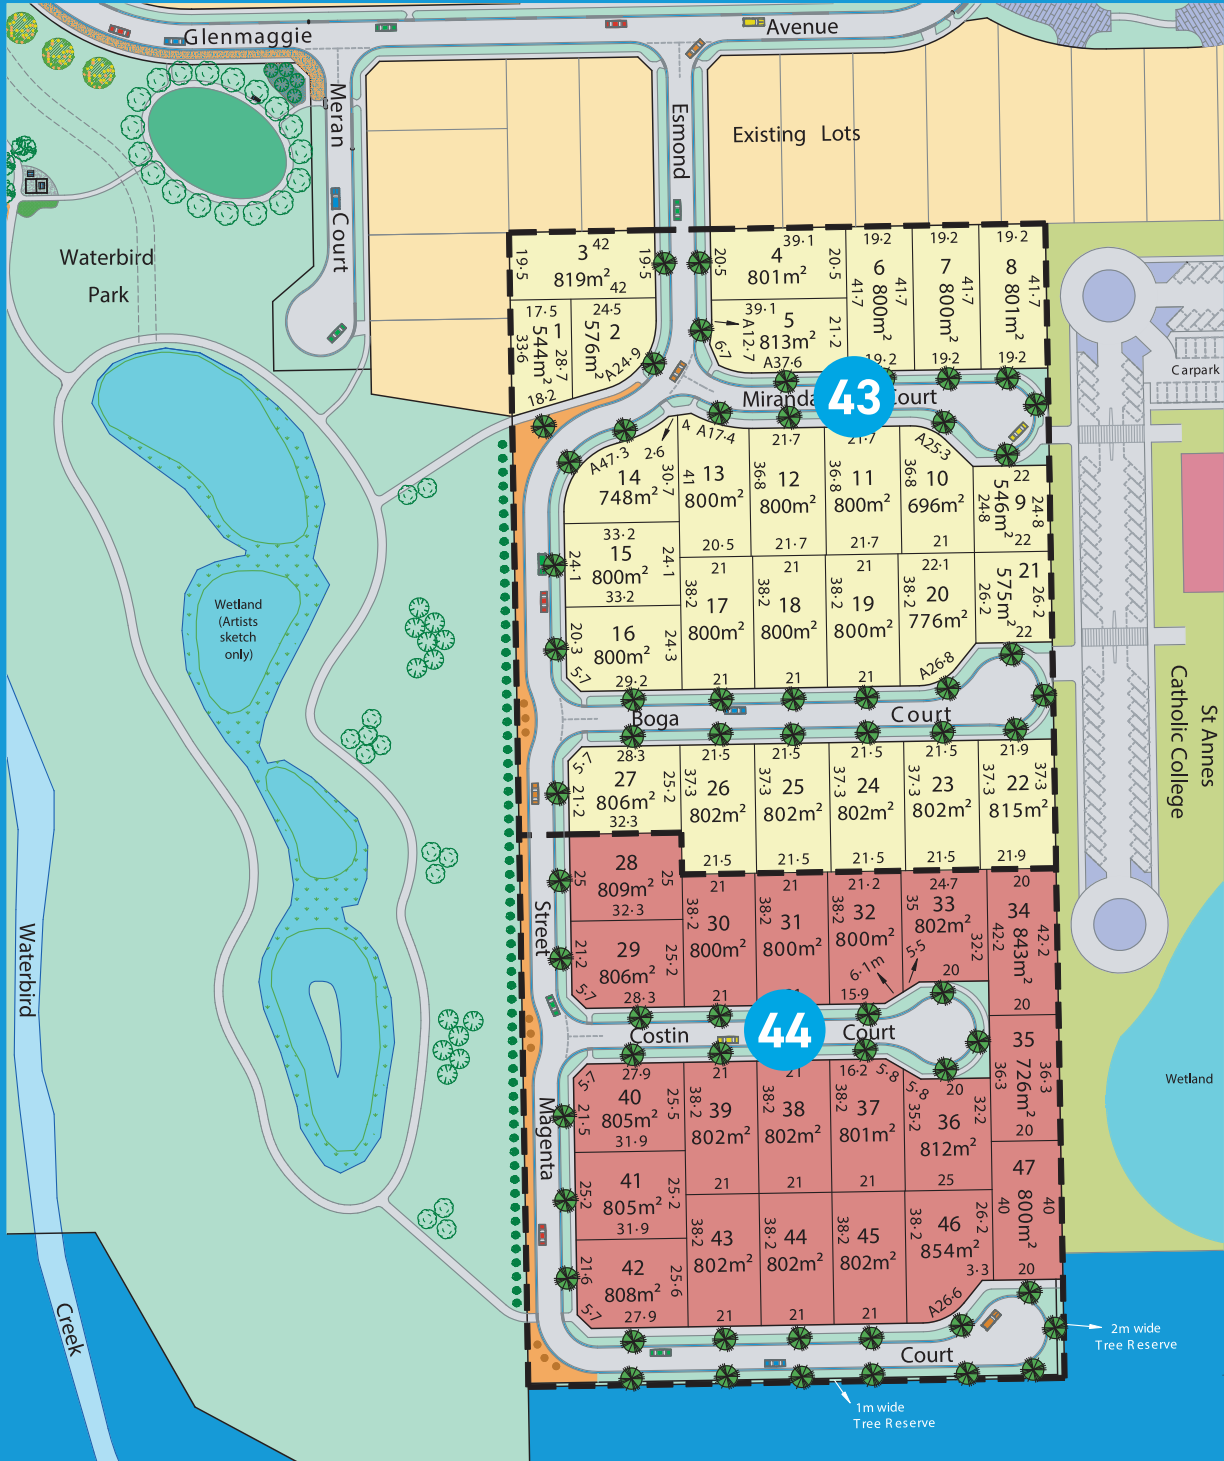 Glenmaggie
Avenue
Meran
Court
Esmond
Existing Lots
Waterbird
Park
3
42
19·5
19·5
819m²
42
4
39·1
20·5
20·5
801m²
19·2
6
41·7
800m²
41·7
19·2
19·2
7
800m²
41·7
19·2
19·2
8
801m²
41·7
19·2
17·5
1
544m²
33·6
28·7
18·2
24·5
2
576m²
A24·9
39·1
5
A12·7
813m²
21·2
6·7
A37·6
Carpark
Miranda
43
Court
4
A17·4
2·6
A47·3
14
748m²
30·7
41
13
800m²
20·5
21·7
36·8
12
800m²
21·7
21·7
36·8
11
800m²
21·7
A25·3
36·8
10
696m²
21
22
9
546m²
24·8
24·8
22
33·2
15
24·1
24·1
800m²
33·2
20·3
16
800m²
24·3
5·7
29·2
21
38·2
17
800m²
21
21
38·2
18
800m²
21
21
38·2
19
800m²
21
22·1
38·2
20
776m²
A26·8
21
575m²
26·2
26·2
22
Wetland
(Artists
sketch
only)
Boga
Court
St Annes
Catholic College
5·7
28·3
27
806m²
21·2
25·2
32·3
21·5
37·3
26
802m²
21·5
21·5
37·3
25
802m²
21·5
21·5
37·3
24
802m²
21·5
21·5
37·3
23
802m²
21·5
21·9
37·3
37·3
22
815m²
21·9
28
25
25
809m²
32·3
29
21·2
25·2
806m²
5·7
28·3
21
38·2
30
800m²
21
21
38·2
31
800m²
21
21·2
38·2
32
800m²
6·1m
15·9
24·7
35
33
802m²
5·5
32·2
20
20
34
42·2
42·2
843m²
20
Street
Waterbird
Costin
44
Court
35
36·3
726m²
36·3
20
Wetland
5·7
27·9
40
21·5
25·5
805m²
31·9
21
38·2
39
802m²
21
21
38·2
38
802m²
21
16·2
5·8
38·2
37
801m²
21
5·8
20
35·2
36
812m²
32·2
25
Magenta
41
25·2
25·2
805m²
31·9
42
21·6
25·6
808m²
5·7
27·9
38·2
43
802m²
21
38·2
44
802m²
21
38·2
45
802m²
21
38·2
46
854m²
26·2
3·3
A26·6
47
40
800m²
40
20
Creek
Court
2m wide
Tree Reserve
1m wide
Tree Reserve